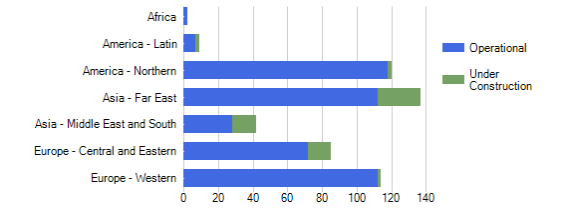 Africa
America - Latin
America - Northern
Asia - Far East
Asia - Middle East and South
Europe - Central and Eastern
Europe - Western
0 20 40 60 80 100 120 140
Operational
Under
Construction